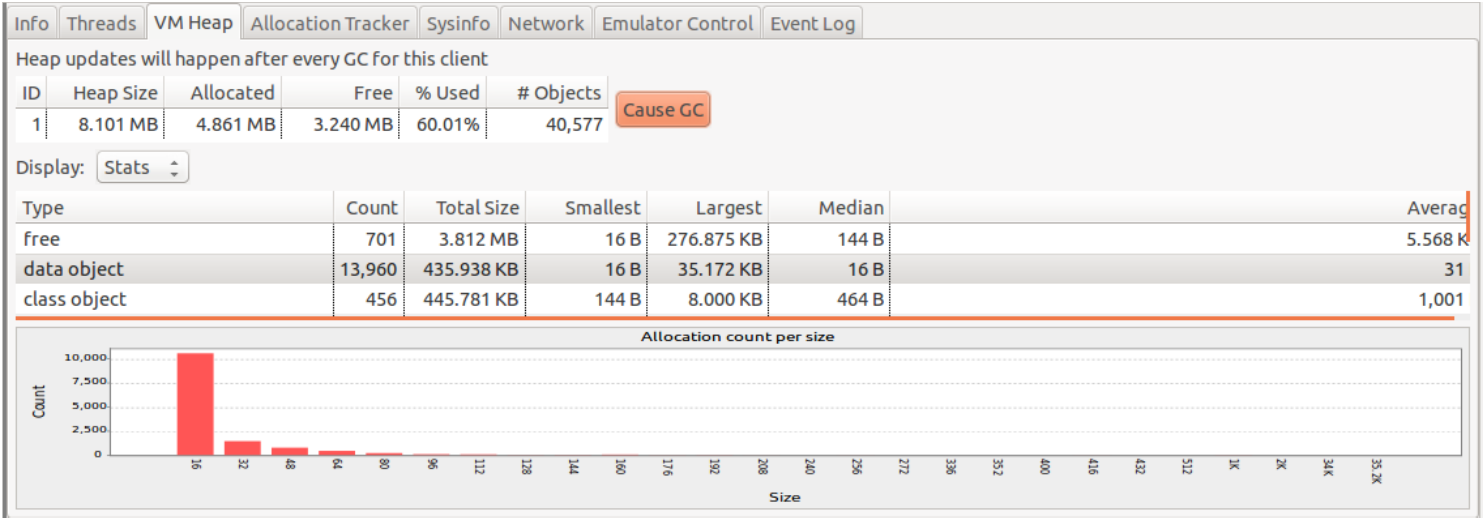 Info Threads VM Heap Allocation Tracker Sysinfo Network Emulator Control Event Log
Heap updates will happen after every GC for this client
ID Heap Size Allocated Free % Used # Objects
Cause GC
1 8.101 MB 4.861 MB 3.240 MB 60.01% 40,577
Display: Stats
Type Count Total Size Smallest Largest Median Averag
free 701 3.812 MB 16 B 276.875 KB 144 B 5.568 K
data object 13,960 435.938 KB 16 B 35.172 KB 16 B 31
class object 456 445.781 KB 144 B 8.000 KB 464 B 1,001
Allocation count per size
10,000
7,500
5,000
2,500
0
Count
16 32 48 64 80 96 112 128 144 160 176 192 208 240 256 272 336 352 400 416 432 512 1K 2K 34K 35.2K
Size